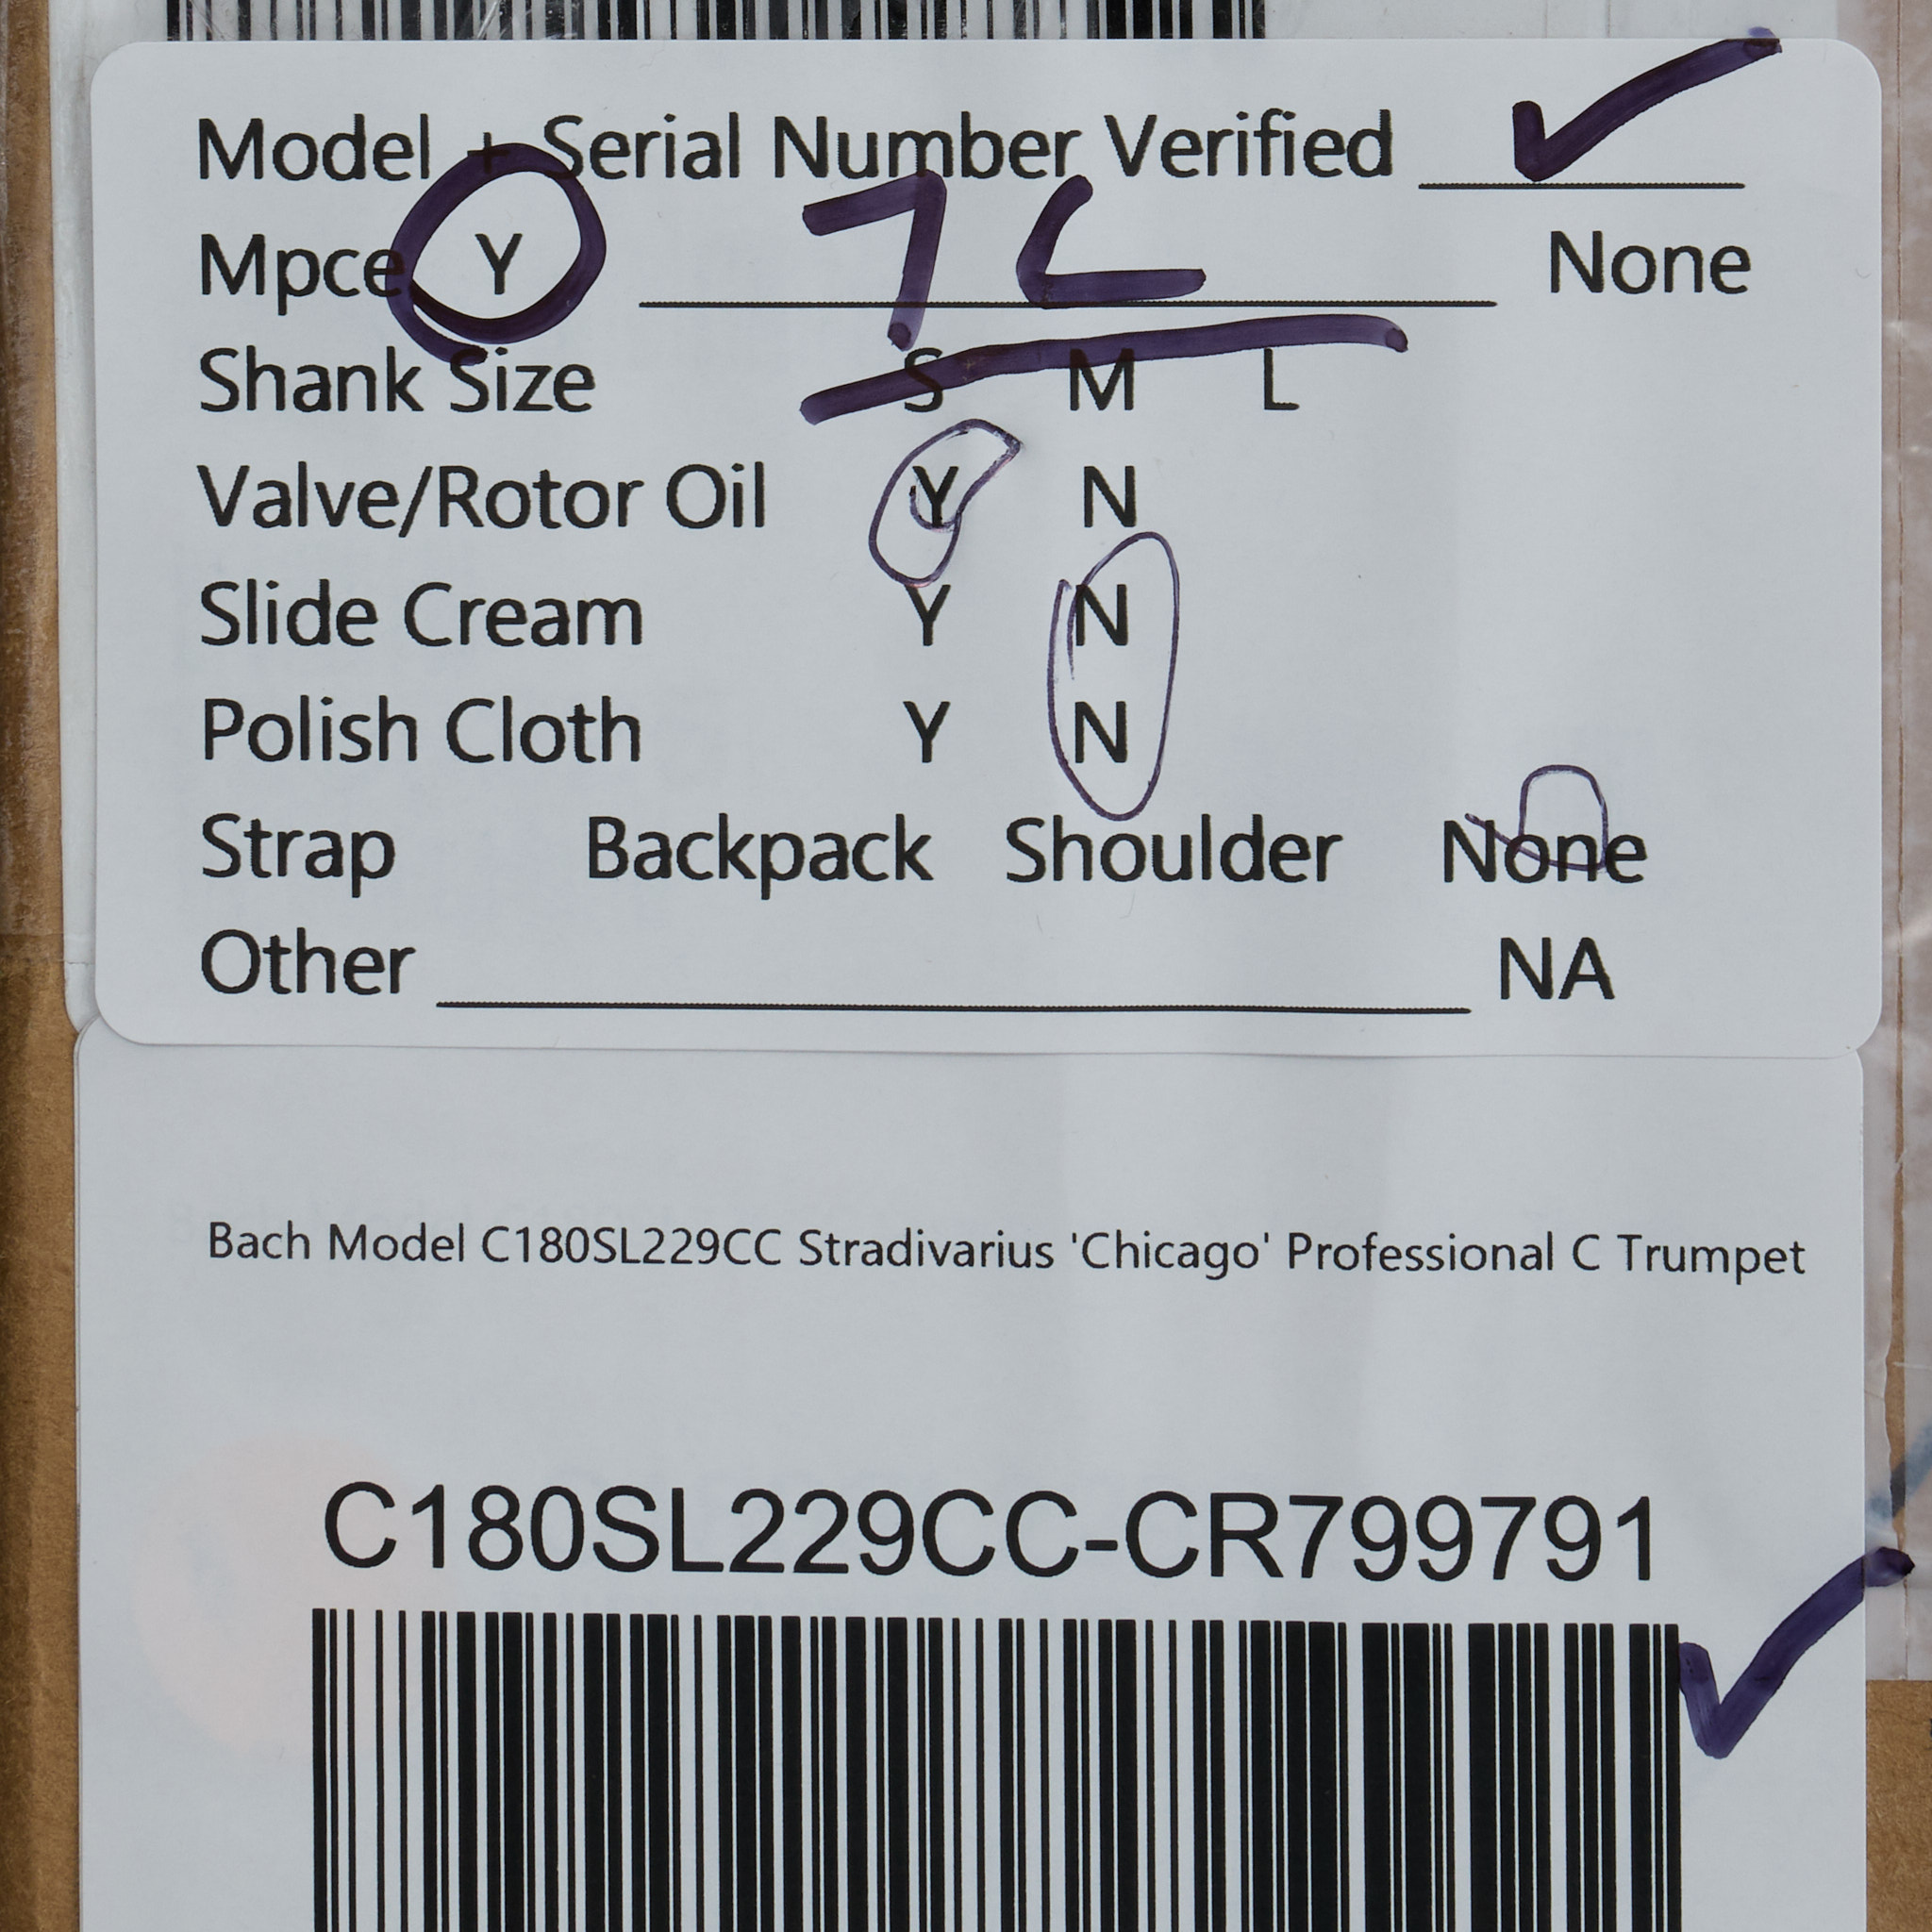 Model + Serial Number Verified ✓
Mpce Y 7C None
Shank Size S M L
Valve/Rotor Oil Y N
Slide Cream Y N
Polish Cloth Y N
Strap Backpack Shoulder None
Other NA
Bach Model C180SL229CC Stradivarius 'Chicago' Professional C Trumpet
C180SL229CC-CR799791